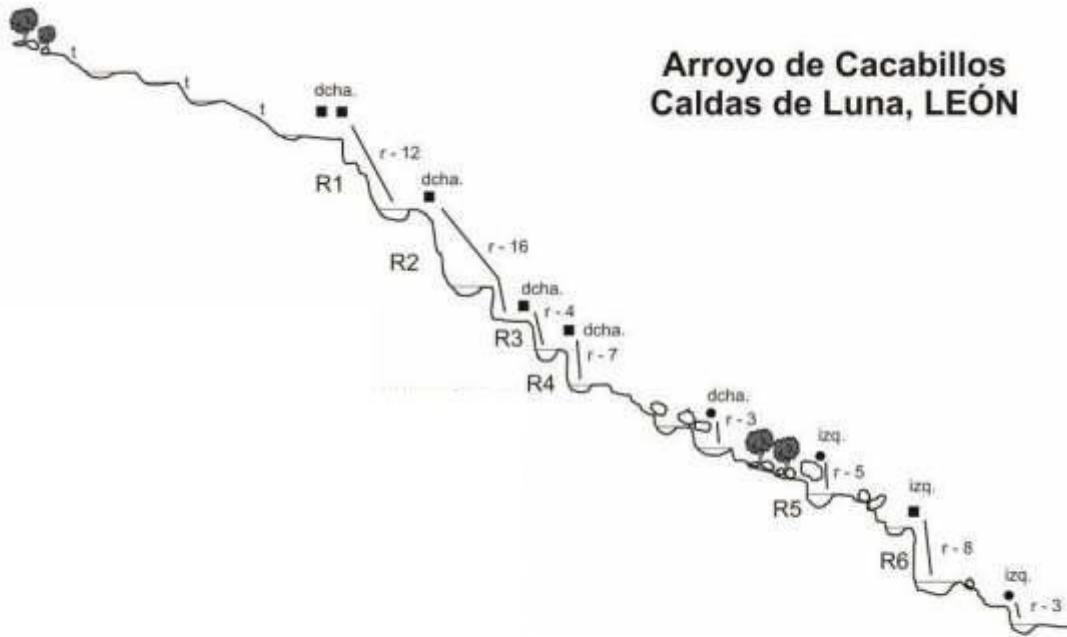 Arroyo de Cacabillos
Caldas de Luna, LEÓN
t
t
t
dcha.
r - 12
R1
dcha.
r - 16
R2
dcha.
r - 4
R3
dcha.
r - 7
R4
dcha.
r - 3
izq.
r - 5
R5
izq.
r - 8
R6
izq.
r - 3